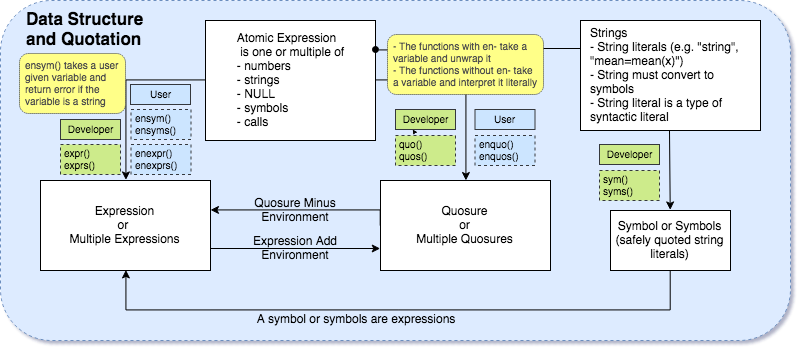 Data Structure
and Quotation
ensym() takes a user
given variable and
return error if the
variable is a string
Developer
expr()
exprs()
User
ensym()
ensyms()
enexpr()
enexprs()
Atomic Expression
is one or multiple of
- numbers
- strings
- NULL
- symbols
- calls
- The functions with en- take a
variable and unwrap it
- The functions without en- take
a variable and interpret it literally
Developer
quo()
quos()
User
enquo()
enquos()
Strings
- String literals (e.g. "string",
"mean=mean(x)")
- String must convert to
symbols
- String literal is a type of
syntactic literal
Developer
sym()
syms()
Expression
or
Multiple Expressions
Quosure Minus
Environment
Expression Add
Environment
Quosure
or
Multiple Quosures
Symbol or Symbols
(safely quoted string
literals)
A symbol or symbols are expressions